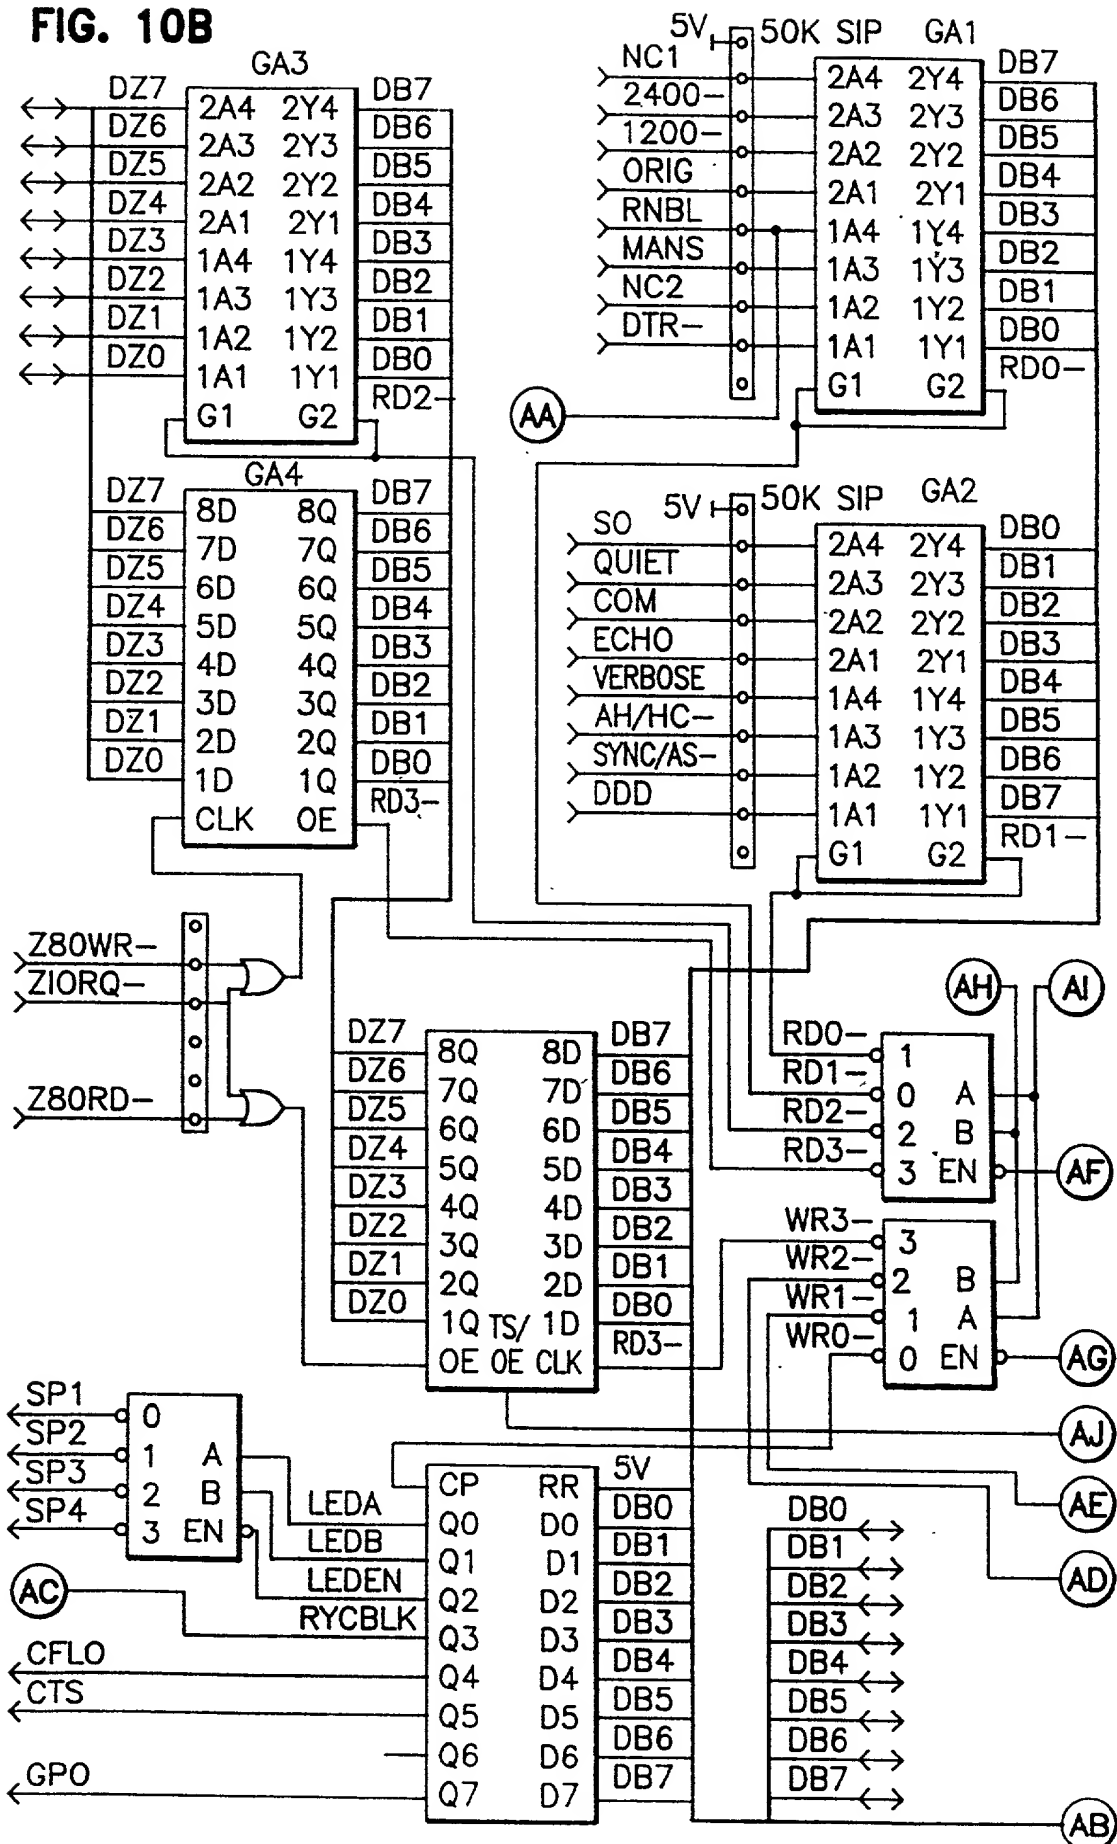 FIG. 10B
GA3
DZ7 2A4 2Y4 DB7
DZ6 2A3 2Y3 DB6
DZ5 2A2 2Y2 DB5
DZ4 2A1 2Y1 DB4
DZ3 1A4 1Y4 DB3
DZ2 1A3 1Y3 DB2
DZ1 1A2 1Y2 DB1
DZ0 1A1 1Y1 DB0
G1 G2 RD2-
GA4
DZ7 8D 8Q DB7
DZ6 7D 7Q DB6
DZ5 6D 6Q DB5
DZ4 5D 5Q DB4
DZ3 4D 4Q DB3
DZ2 3D 3Q DB2
DZ1 2D 2Q DB1
DZ0 1D 1Q DB0
CLK OE RD3-
5V 50K SIP GA1
NC1 2A4 2Y4 DB7
2400- 2A3 2Y3 DB6
1200- 2A2 2Y2 DB5
ORIG 2A1 2Y1 DB4
RNBL 1A4 1Y4 DB3
MANS 1A3 1Y3 DB2
NC2 1A2 1Y2 DB1
DTR- 1A1 1Y1 DB0
G1 G2 RD0-
AA
5V 50K SIP GA2
SO 2A4 2Y4 DB0
QUIET 2A3 2Y3 DB1
COM 2A2 2Y2 DB2
ECHO 2A1 2Y1 DB3
VERBOSE 1A4 1Y4 DB4
AH/HC- 1A3 1Y3 DB5
SYNC/AS- 1A2 1Y2 DB6
DDD 1A1 1Y1 DB7
G1 G2 RD1-
Z80WR-
ZIORQ-
Z80RD-
DZ7 8Q 8D DB7
DZ6 7Q 7D DB6
DZ5 6Q 6D DB5
DZ4 5Q 5D DB4
DZ3 4Q 4D DB3
DZ2 3Q 3D DB2
DZ1 2Q 2D DB1
DZ0 1Q TS/ 1D DB0
OE OE CLK RD3-
AH AI
RD0- 1
RD1- 0 A
RD2- 2 B
RD3- 3 EN AF
WR3- 3
WR2- 2 B
WR1- 1 A
WR0- 0 EN AG
AJ
AE
AD
SP1 0
SP2 1 A
SP3 2 B
SP4 3 EN
CP RR 5V
LEDA Q0 D0 DB0
LEDB Q1 D1 DB1
LEDEN Q2 D2 DB2
AC RYCBLK Q3 D3 DB3
CFLO Q4 D4 DB4
CTS Q5 D5 DB5
Q6 D6 DB6
GPO Q7 D7 DB7
DB0
DB1
DB2
DB3
DB4
DB5
DB6
DB7
AB